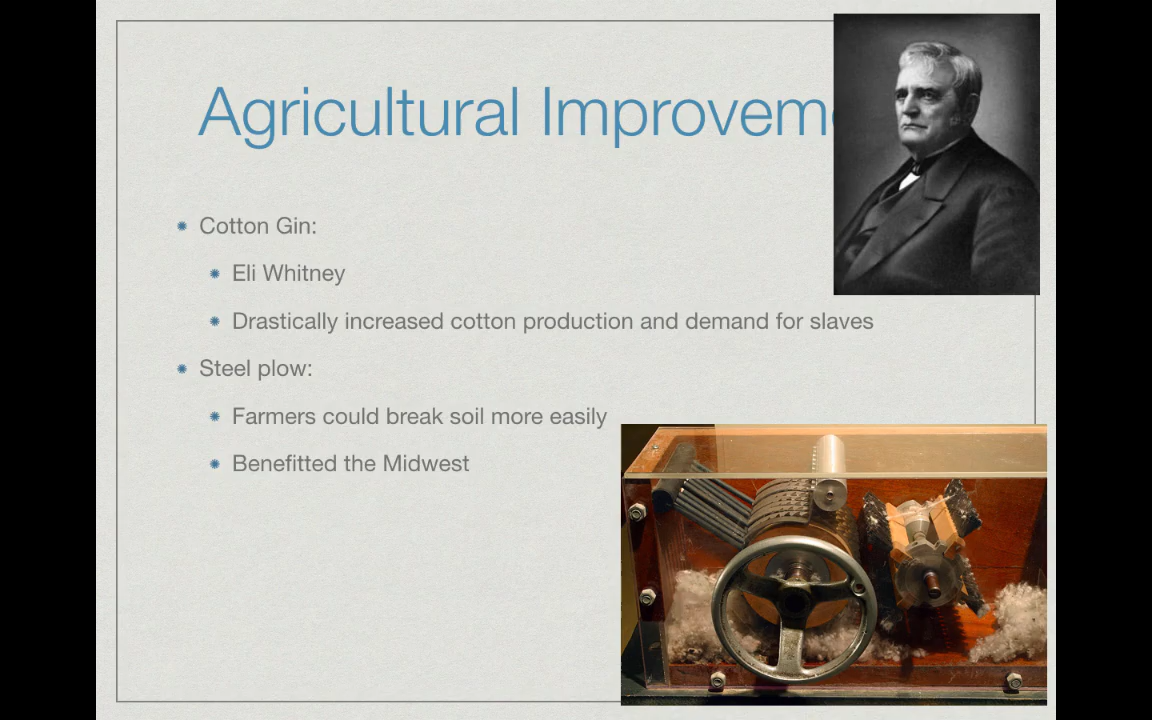 Agricultural Improvem
Cotton Gin:
Eli Whitney
Drastically increased cotton production and demand for slaves
Steel plow:
Farmers could break soil more easily
Benefitted the Midwest